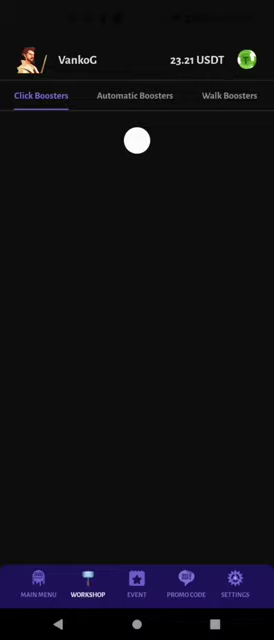 VankoG
23.21 USDT
Click Boosters
Automatic Boosters
Walk Boosters
MAIN MENU
WORKSHOP
EVENT
PROMO CODE
SETTINGS